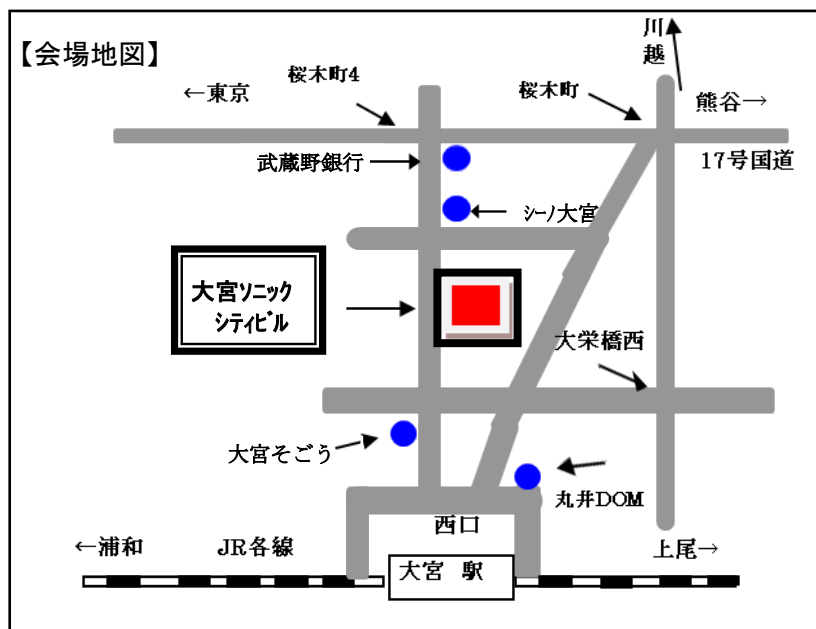 【会場地図】
川
越
桜木町4
桜木町
←東京
熊谷→
17号国道
武蔵野銀行
ｼｰﾉ大宮
大宮ｿﾆｯｸ
ｼﾃｨﾋﾞﾙ
大栄橋西
大宮そごう
丸井DOM
西口
←浦和
JR各線
大宮 駅
上尾→